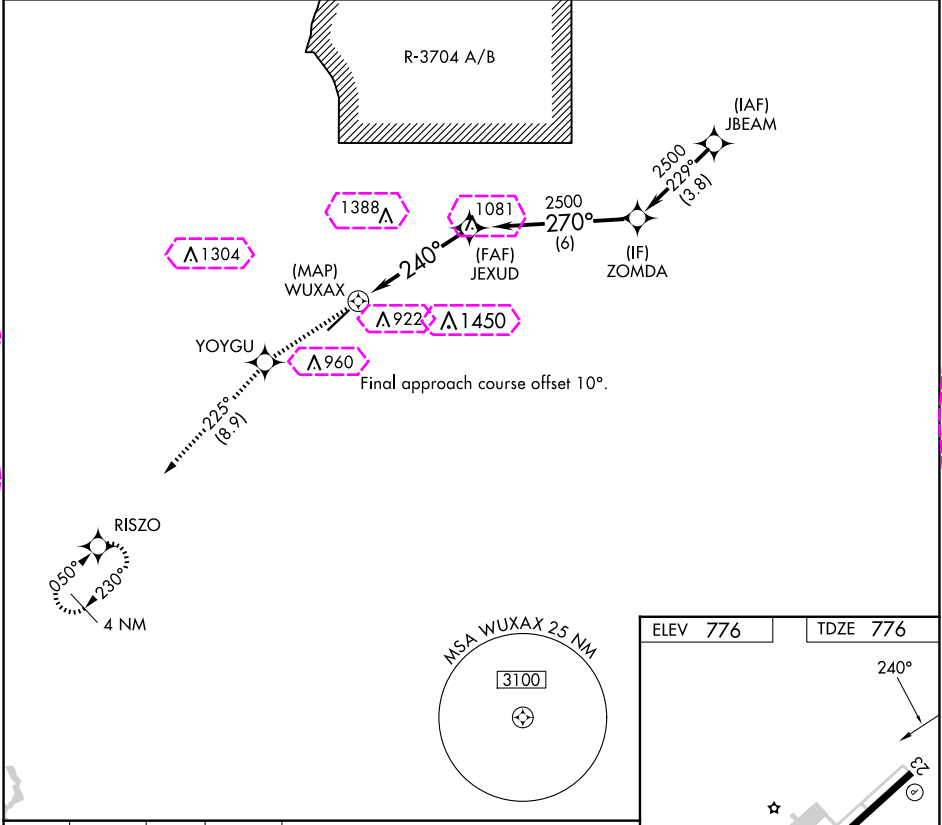 R-3704 A/B
(IAF)
JBEAM
2500
229°
(3.8)
1388
1081
2500
270°
(6)
(IF)
ZOMDA
(FAF)
JEXUD
240°
1304
(MAP)
WUXAX
922
1450
YOYGU
960
Final approach course offset 10°.
225°
(8.9)
RISZO
050°
230°
4 NM
MSA WUXAX 25 NM
3100
ELEV 776
TDZE 776
240°
23
P